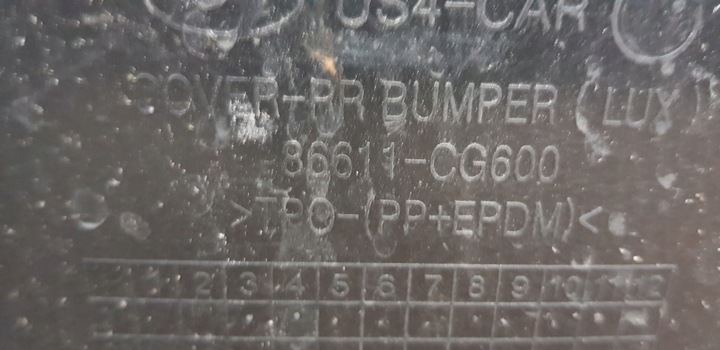 US4-CAR
COVER-RR BUMPER (LUX)
86611-CG600
>TPO-(PP+EPDM)<
1 2 3 4 5 6 7 8 9 10 11 12